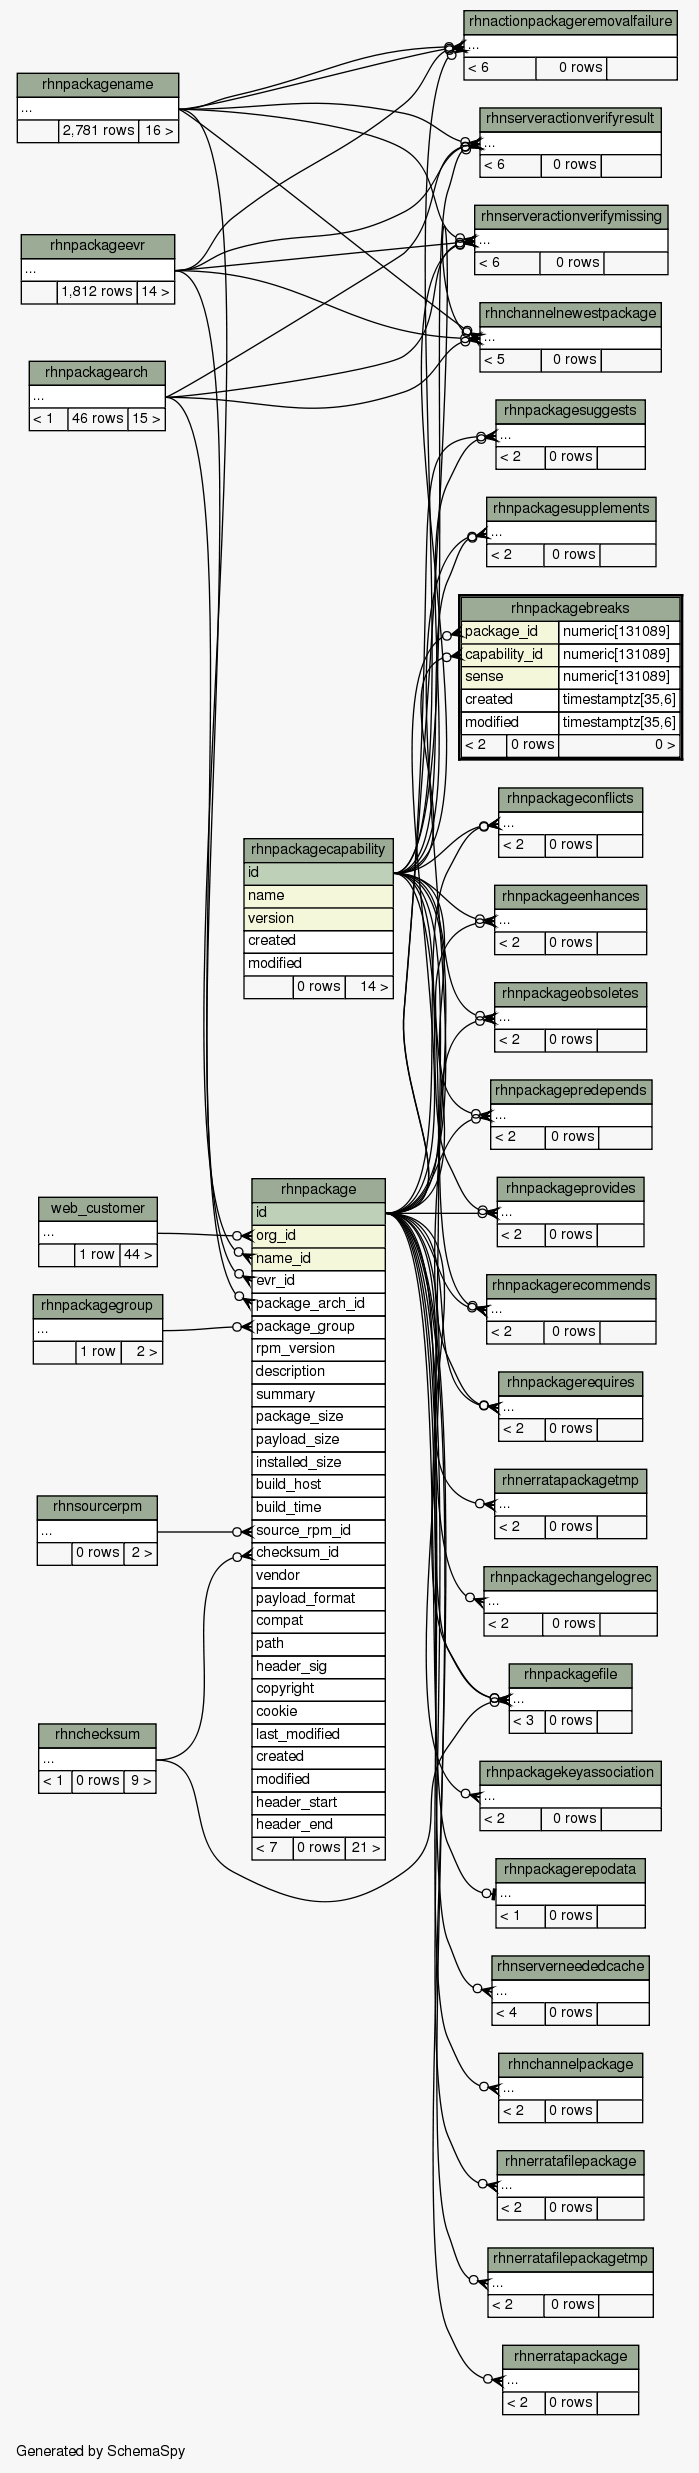 rhnactionpackageremovalfailure
...
< 6 0 rows
rhnpackagename
...
2,781 rows 16 >
rhnserveractionverifyresult
...
< 6 0 rows
rhnserveractionverifymissing
...
< 6 0 rows
rhnpackageevr
...
1,812 rows 14 >
rhnchannelnewestpackage
...
< 5 0 rows
rhnpackagearch
...
< 1 46 rows 15 >
rhnpackagesuggests
...
< 2 0 rows
rhnpackagesupplements
...
< 2 0 rows
rhnpackagebreaks
package_id numeric[131089]
capability_id numeric[131089]
sense numeric[131089]
created timestamptz[35,6]
modified timestamptz[35,6]
< 2 0 rows 0 >
rhnpackageconflicts
...
< 2 0 rows
rhnpackagecapability
id
name
version
created
modified
0 rows 14 >
rhnpackageenhances
...
< 2 0 rows
rhnpackageobsoletes
...
< 2 0 rows
rhnpackagepredepends
...
< 2 0 rows
rhnpackageprovides
...
< 2 0 rows
rhnpackagerecommends
...
< 2 0 rows
rhnpackagerequires
...
< 2 0 rows
rhnpackage
id
org_id
name_id
evr_id
package_arch_id
package_group
rpm_version
description
summary
package_size
payload_size
installed_size
build_host
build_time
source_rpm_id
checksum_id
vendor
payload_format
compat
path
header_sig
copyright
cookie
last_modified
created
modified
header_start
header_end
< 7 0 rows 21 >
web_customer
...
1 row 44 >
rhnpackagegroup
...
1 row 2 >
rhnsourcerpm
...
0 rows 2 >
rhnchecksum
...
< 1 0 rows 9 >
rhnerratapackagetmp
...
< 2 0 rows
rhnpackagechangelogrec
...
< 2 0 rows
rhnpackagefile
...
< 3 0 rows
rhnpackagekeyassociation
...
< 2 0 rows
rhnpackagerepodata
...
< 1 0 rows
rhnserverneededcache
...
< 4 0 rows
rhnchannelpackage
...
< 2 0 rows
rhnerratafilepackage
...
< 2 0 rows
rhnerratafilepackagetmp
...
< 2 0 rows
rhnerratapackage
...
< 2 0 rows
Generated by SchemaSpy